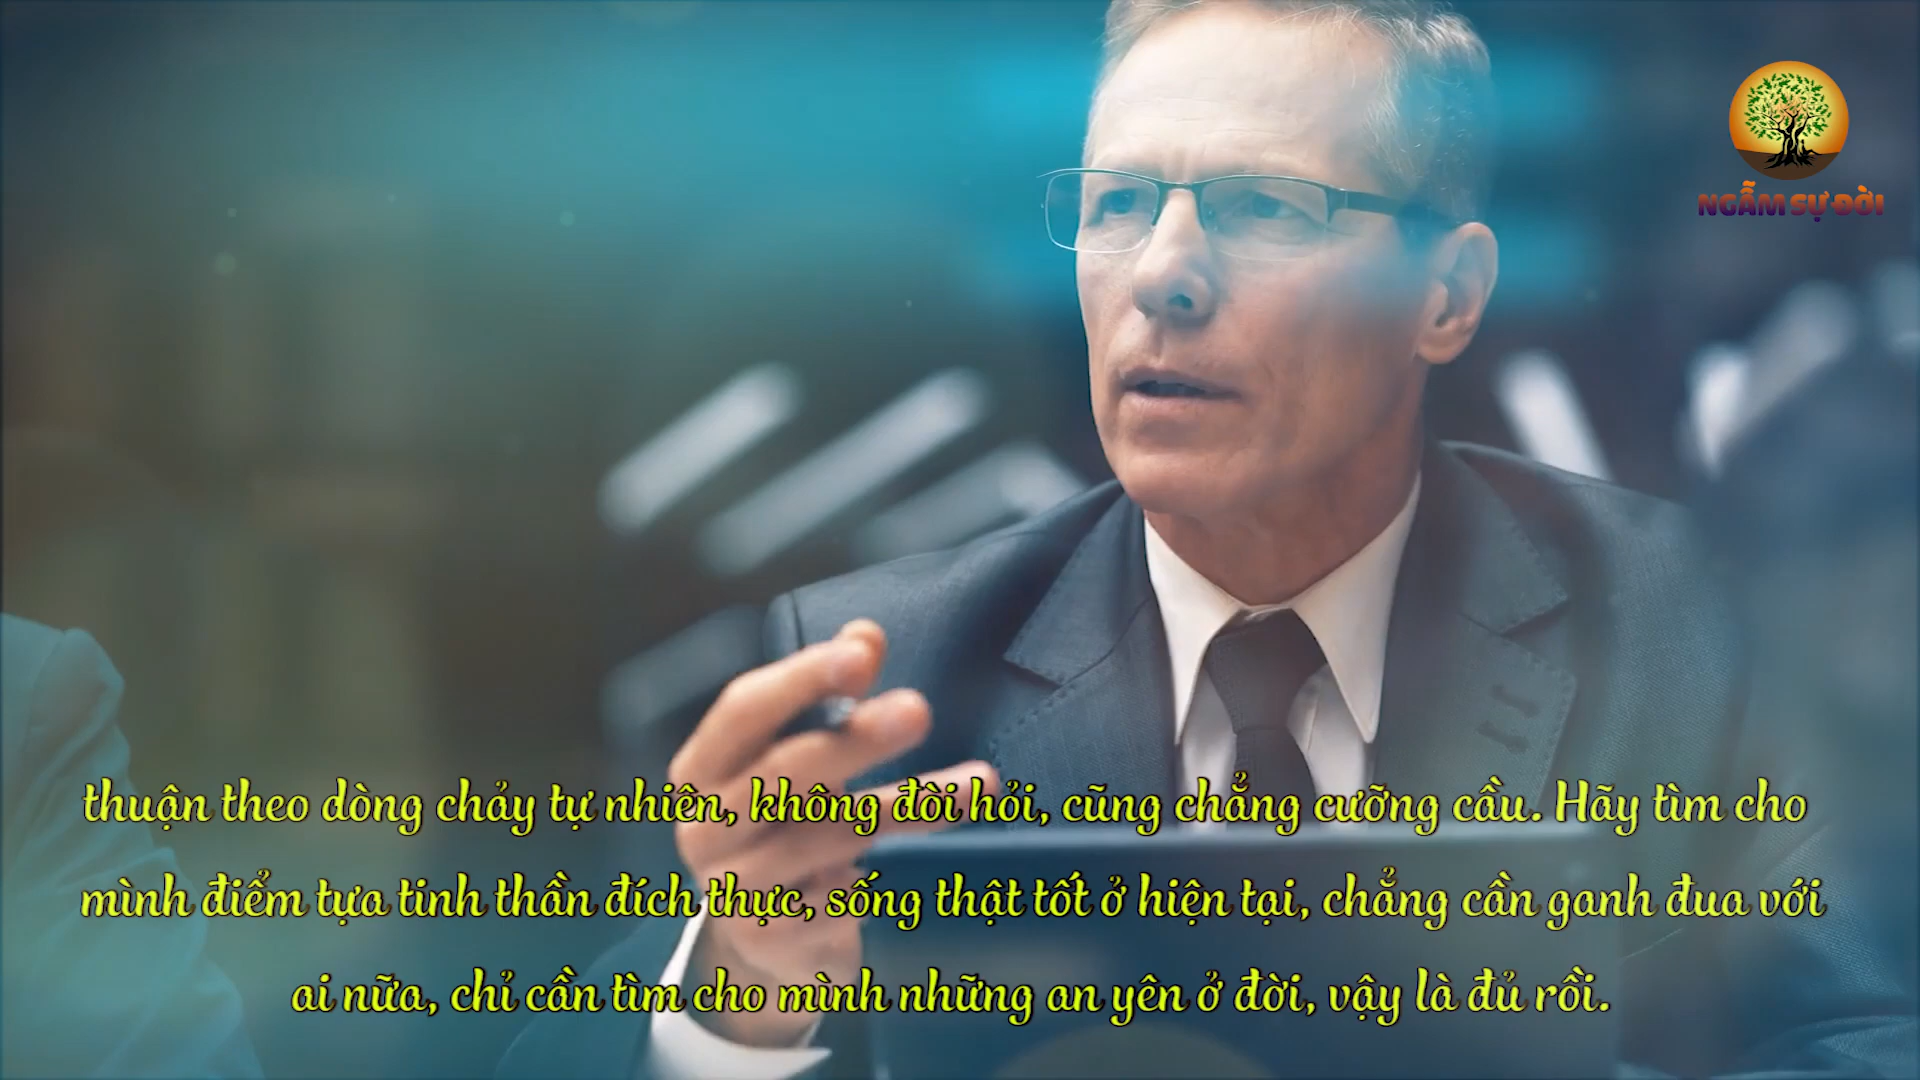 NGẪM SỰ ĐỜI
thuận theo dòng chảy tự nhiên, không đòi hỏi, cũng chẳng cưỡng cầu. Hãy tìm cho
mình điểm tựa tinh thần đích thực, sống thật tốt ở hiện tại, chẳng cần ganh đua với
ai nữa, chỉ cần tìm cho mình những an yên ở đời, vậy là đủ rồi.